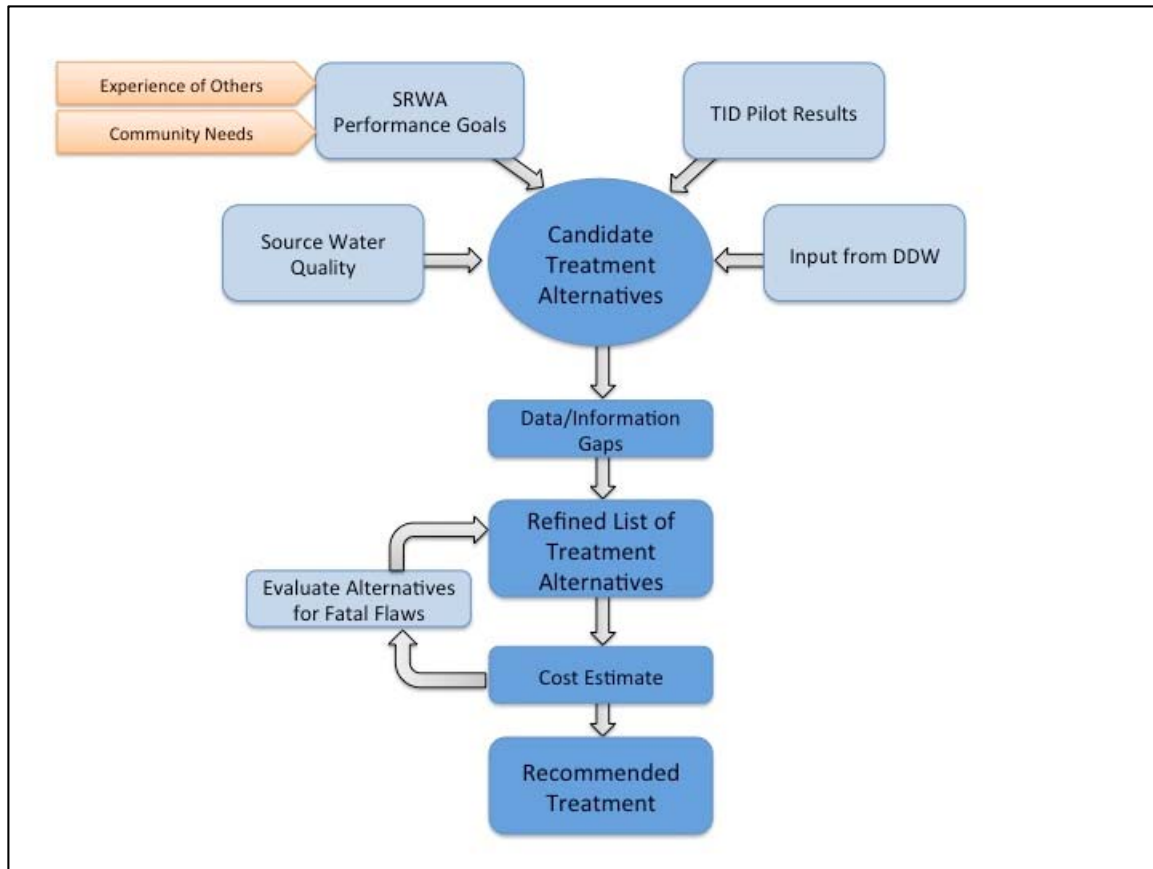 Experience of Others
Community Needs
SRWA
Performance Goals
TID Pilot Results
Source Water
Quality
Candidate
Treatment
Alternatives
Input from DDW
Data/Information
Gaps
Refined List of
Treatment
Alternatives
Evaluate Alternatives
for Fatal Flaws
Cost Estimate
Recommended
Treatment